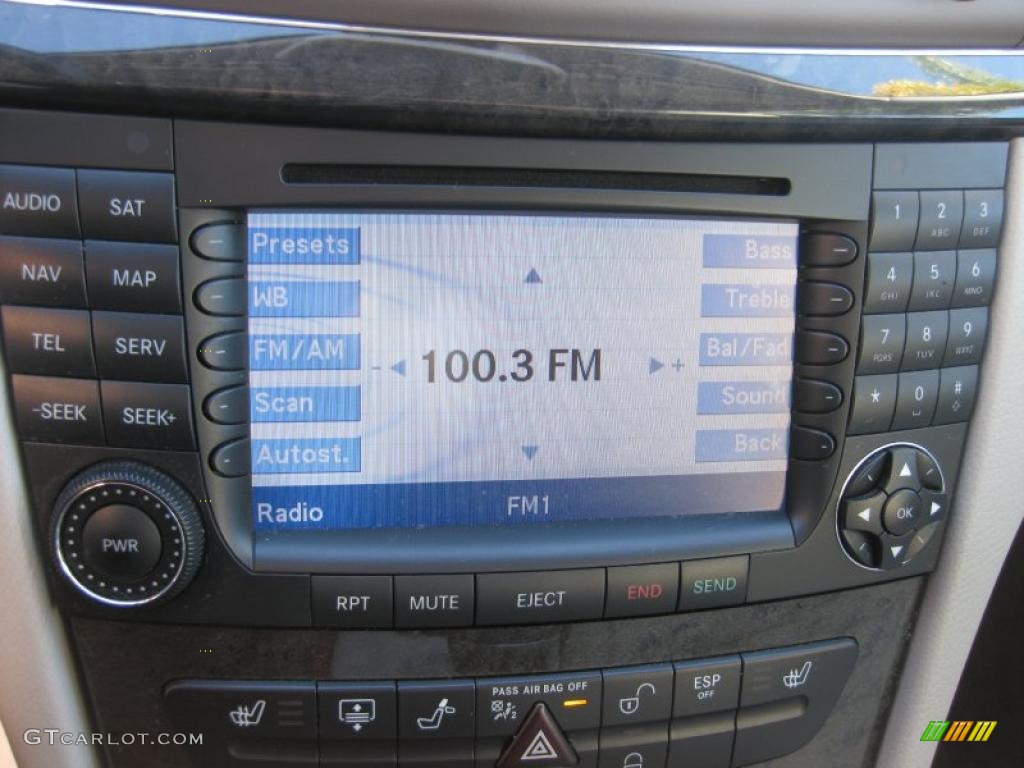 AUDIO
SAT
NAV
MAP
TEL
SERV
-SEEK
SEEK+
PWR
Presets
WB
FM/AM
Scan
Autost.
- 100.3 FM +
Bass
Treble
Bal/Fad
Sound
Back
Radio
FM1
1
2 ABC
3 DEF
4 GHI
5 JKL
6 MNO
7 PQRS
8 TUV
9 WXYZ
*
0
#
OK
RPT
MUTE
EJECT
END
SEND
PASS AIR BAG OFF
ESP OFF
GTCARLOT.COM